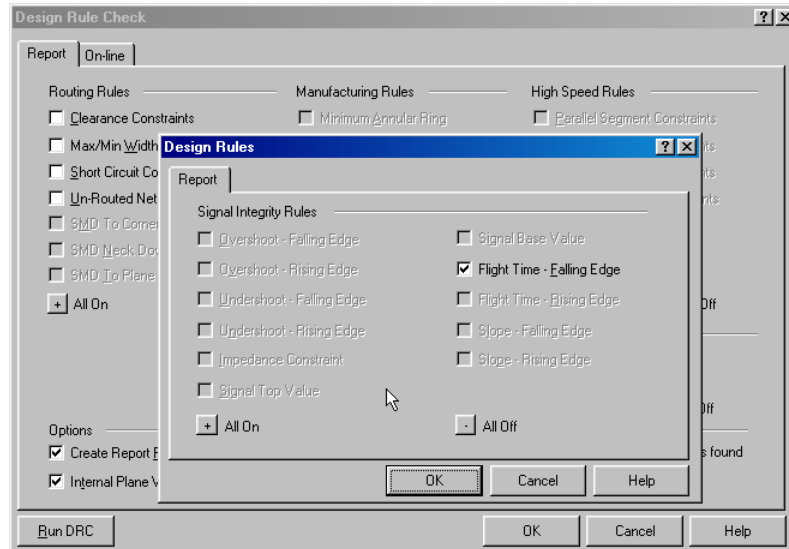 Design Rule Check
Report On-line
Routing Rules Manufacturing Rules High Speed Rules
Clearance Constraints Minimum Annular Ring Parallel Segment Constraints
Max/Min Width
Short Circuit Co
Un-Routed Net
SMD To Corner
SMD Neck Dow
SMD To Plane
+ All On
Off
Off
Options
Create Report F
s found
Internal Plane V
Run DRC OK Cancel Help
Design Rules
Report
Signal Integrity Rules
Overshoot - Falling Edge Signal Base Value
Overshoot - Rising Edge Flight Time - Falling Edge
Undershoot - Falling Edge Flight Time - Rising Edge
Undershoot - Rising Edge Slope - Falling Edge
Impedance Constraint Slope - Rising Edge
Signal Top Value
+ All On - All Off
OK Cancel Help